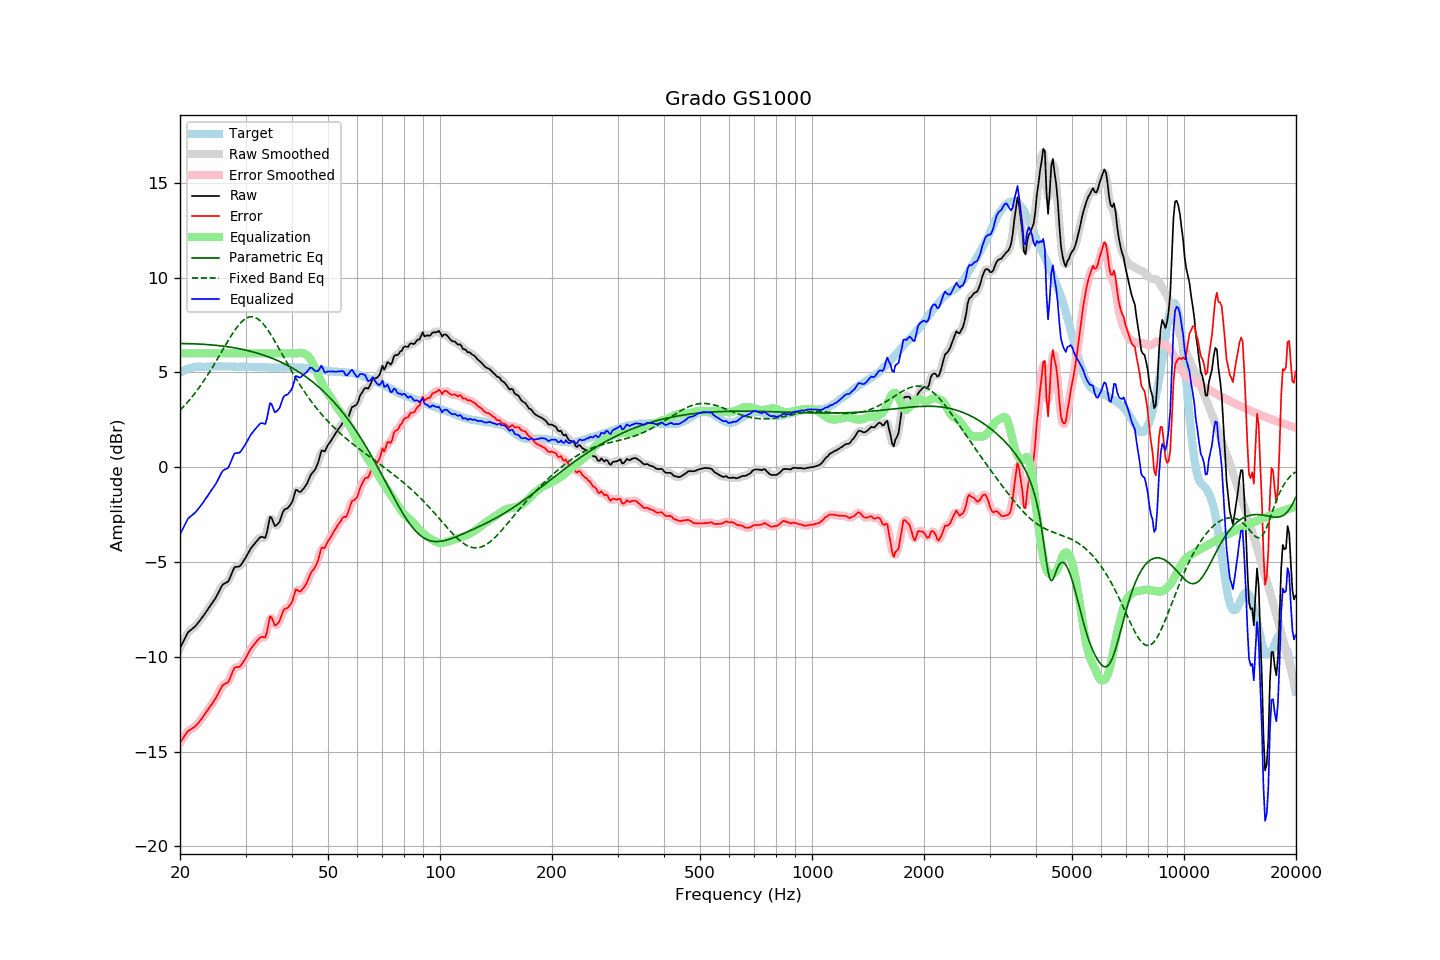 Grado GS1000
Target
Raw Smoothed
Error Smoothed
Raw
Error
Equalization
Parametric Eq
Fixed Band Eq
Equalized
Amplitude (dBr)
15
10
5
0
−5
−10
−15
−20
20 50 100 200 500 1000 2000 5000 10000 20000
Frequency (Hz)